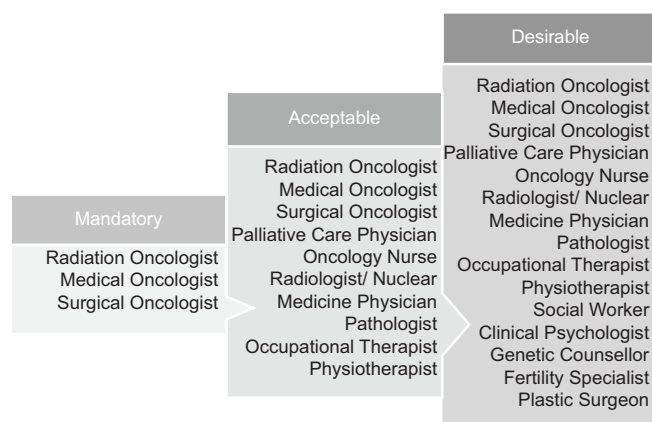 Mandatory
Radiation Oncologist
Medical Oncologist
Surgical Oncologist
Acceptable
Radiation Oncologist
Medical Oncologist
Surgical Oncologist
Palliative Care Physician
Oncology Nurse
Radiologist/ Nuclear
Medicine Physician
Pathologist
Occupational Therapist
Physiotherapist
Desirable
Radiation Oncologist
Medical Oncologist
Surgical Oncologist
Palliative Care Physician
Oncology Nurse
Radiologist/ Nuclear
Medicine Physician
Pathologist
Occupational Therapist
Physiotherapist
Social Worker
Clinical Psychologist
Genetic Counsellor
Fertility Specialist
Plastic Surgeon